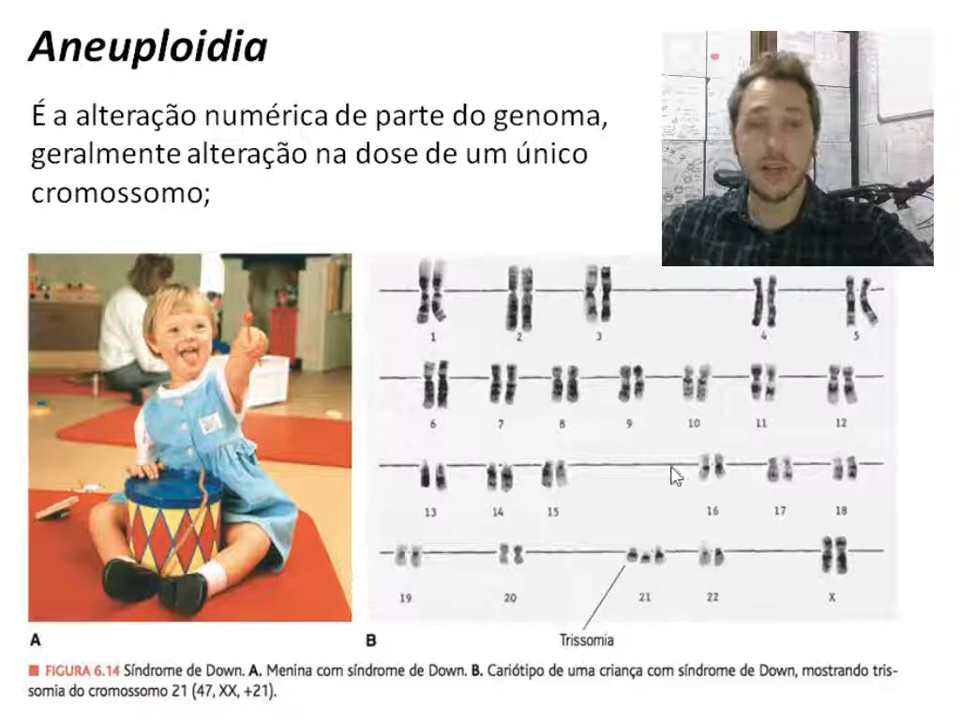 Aneuploidia
É a alteração numérica de parte do genoma,
geralmente alteração na dose de um único
cromossomo;
1 2 3 4 5
6 7 8 9 10 11 12
13 14 15 16 17 18
19 20 21 22 X
A B Trissomia
FIGURA 6.14 Síndrome de Down. A. Menina com síndrome de Down. B. Cariótipo de uma criança com síndrome de Down, mostrando tris-
somia do cromossomo 21 (47, XX, +21).